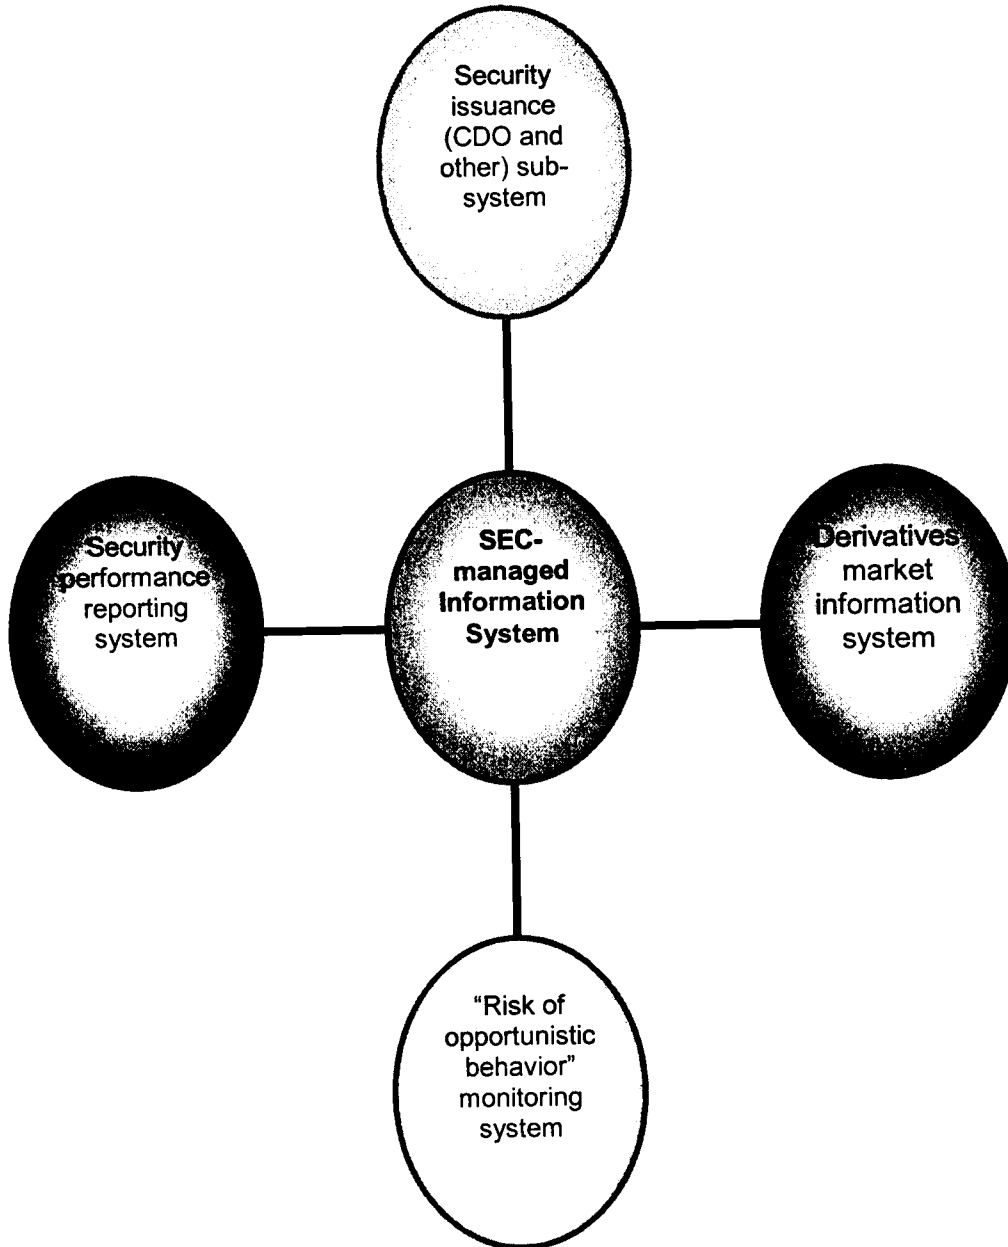 Security
issuance
(CDO and
other) sub-
system
Security
performance
reporting
system
SEC-
managed
Information
System
Derivatives
market
information
system
“Risk of
opportunistic
behavior”
monitoring
system